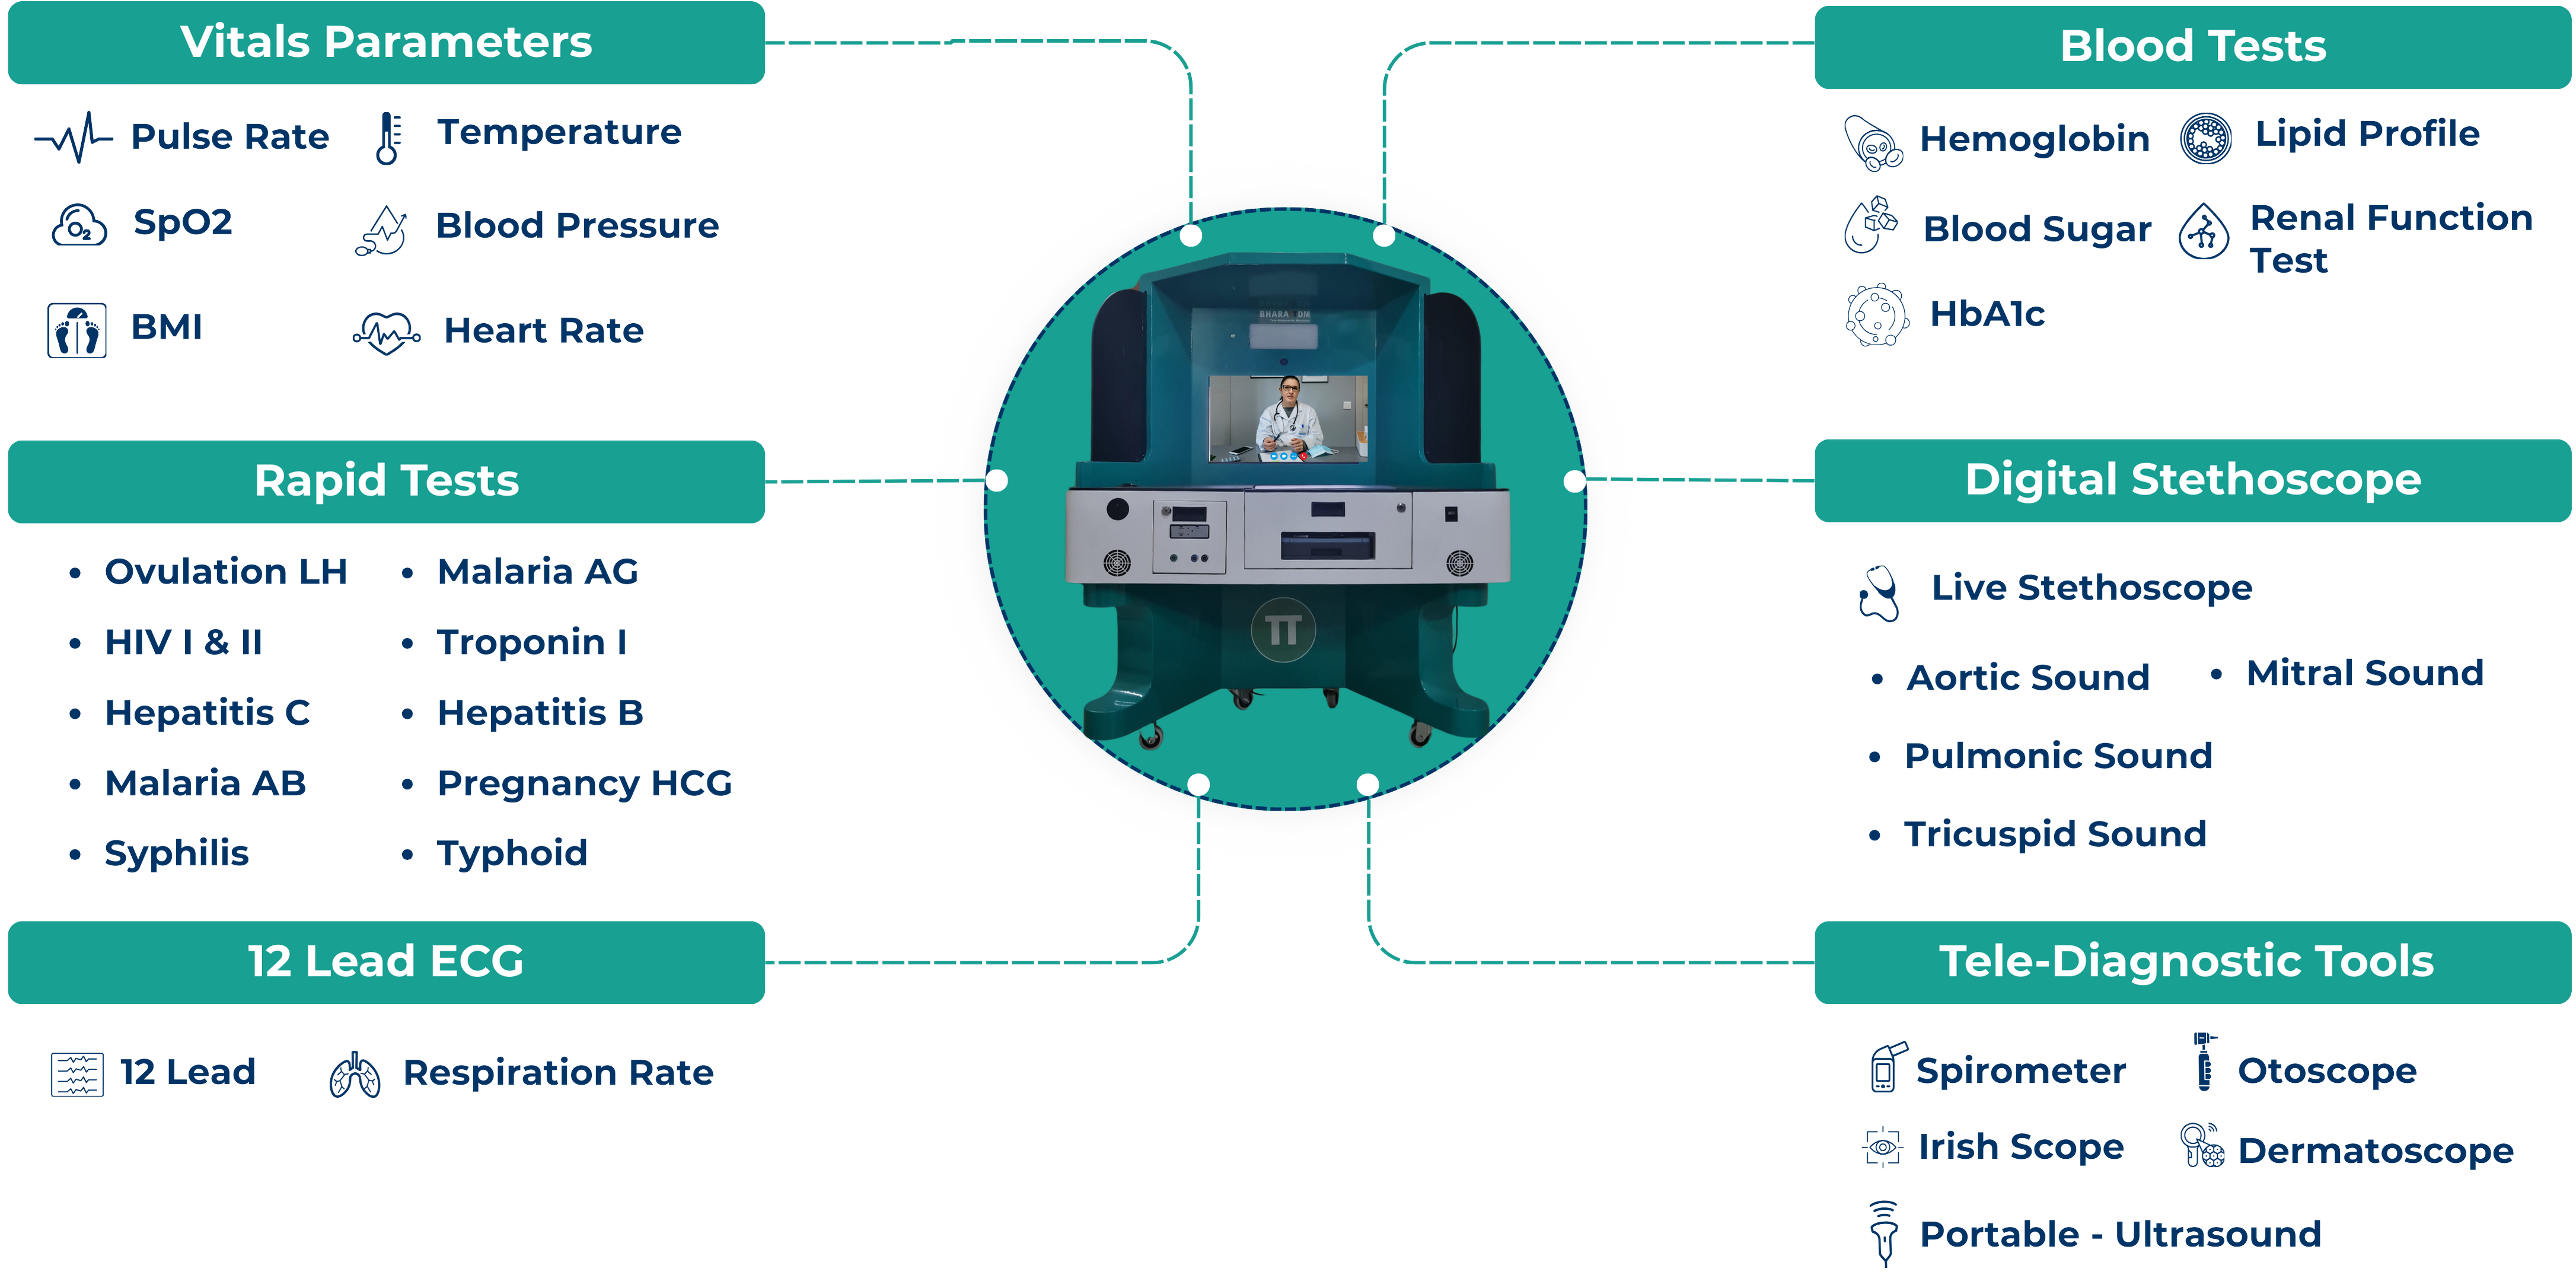 Vitals Parameters
Pulse Rate
Temperature
SpO2
Blood Pressure
BMI
Heart Rate
Rapid Tests
Ovulation LH
HIV I & II
Hepatitis C
Malaria AB
Syphilis
Malaria AG
Troponin I
Hepatitis B
Pregnancy HCG
Typhoid
12 Lead ECG
12 Lead
Respiration Rate
O2
TT
Blood Tests
Hemoglobin
Lipid Profile
Blood Sugar
Renal Function
Test
HbA1c
Digital Stethoscope
Live Stethoscope
Aortic Sound
Mitral Sound
Pulmonic Sound
Tricuspid Sound
Tele-Diagnostic Tools
Spirometer
Otoscope
Irish Scope
Dermatoscope
Portable - Ultrasound